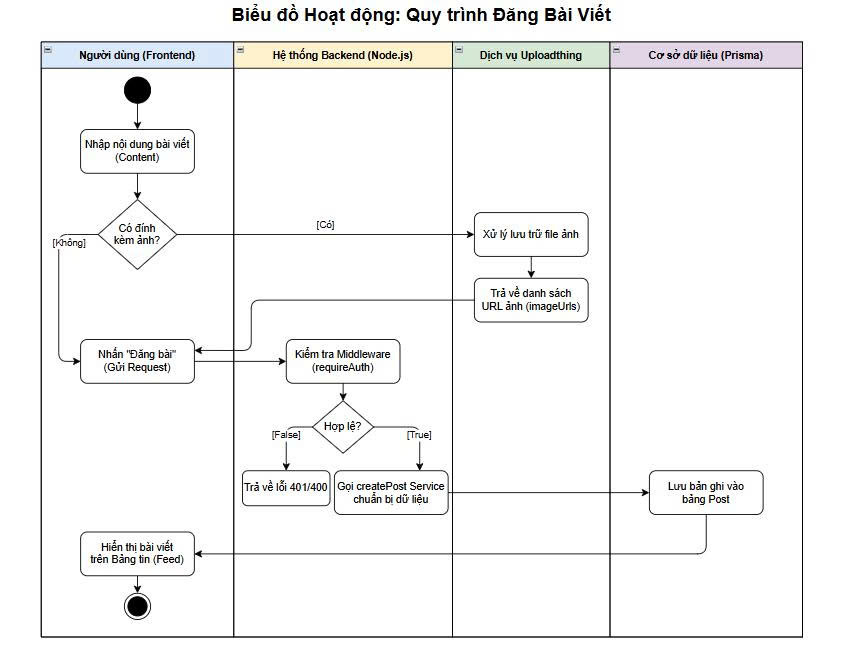 Biểu đồ Hoạt động: Quy trình Đăng Bài Viết
Người dùng (Frontend)
Hệ thống Backend (Node.js)
Dịch vụ Uploadthing
Cơ sở dữ liệu (Prisma)
Nhập nội dung bài viết
(Content)
Có đính
kèm ảnh?
[Không]
[Có]
Xử lý lưu trữ file ảnh
Trả về danh sách
URL ảnh (imageUrls)
Nhấn "Đăng bài"
(Gửi Request)
Kiểm tra Middleware
(requireAuth)
Hợp lệ?
[False]
[True]
Trả về lỗi 401/400
Gọi createPost Service
chuẩn bị dữ liệu
Lưu bản ghi vào
bảng Post
Hiển thị bài viết
trên Bảng tin (Feed)